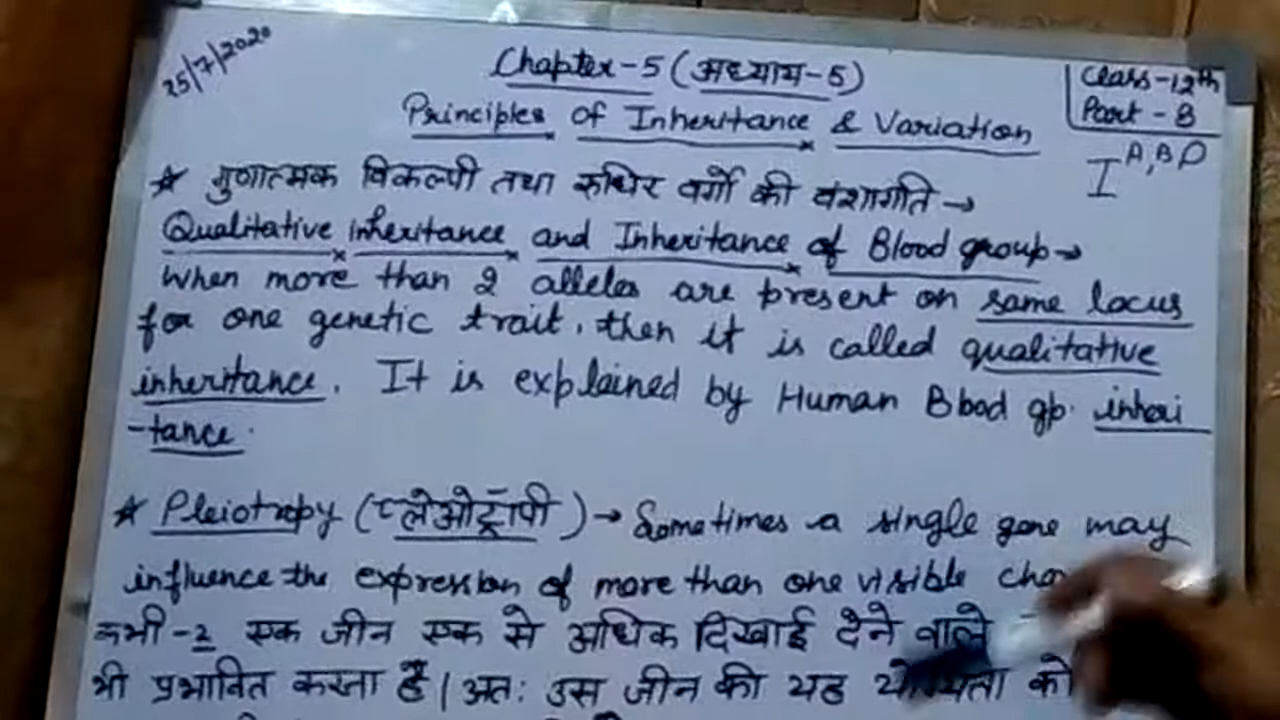 25/7/2020
Chapter-5 (अध्याय-5)
Class-12th
Part - 8
Principles of Inheritance & Variation
I^A,B,O
★ गुणात्मक विकल्पी तथा रुधिर वर्गों की वंशागति →
Qualitative inheritance and Inheritance of Blood group →
When more than 2 alleles are present on same locus
for one genetic trait, then it is called qualitative
inheritance. It is explained by Human Blood gp. inheri
-tance.
★ Pleiotropy (प्लेओट्रॉपी) → Sometimes a single gene may
influence the expression of more than one visible
कभी-2 एक जीन एक से अधिक दिखाई देने वाले
भी प्रभावित करता है | अतः उस जीन की यह को